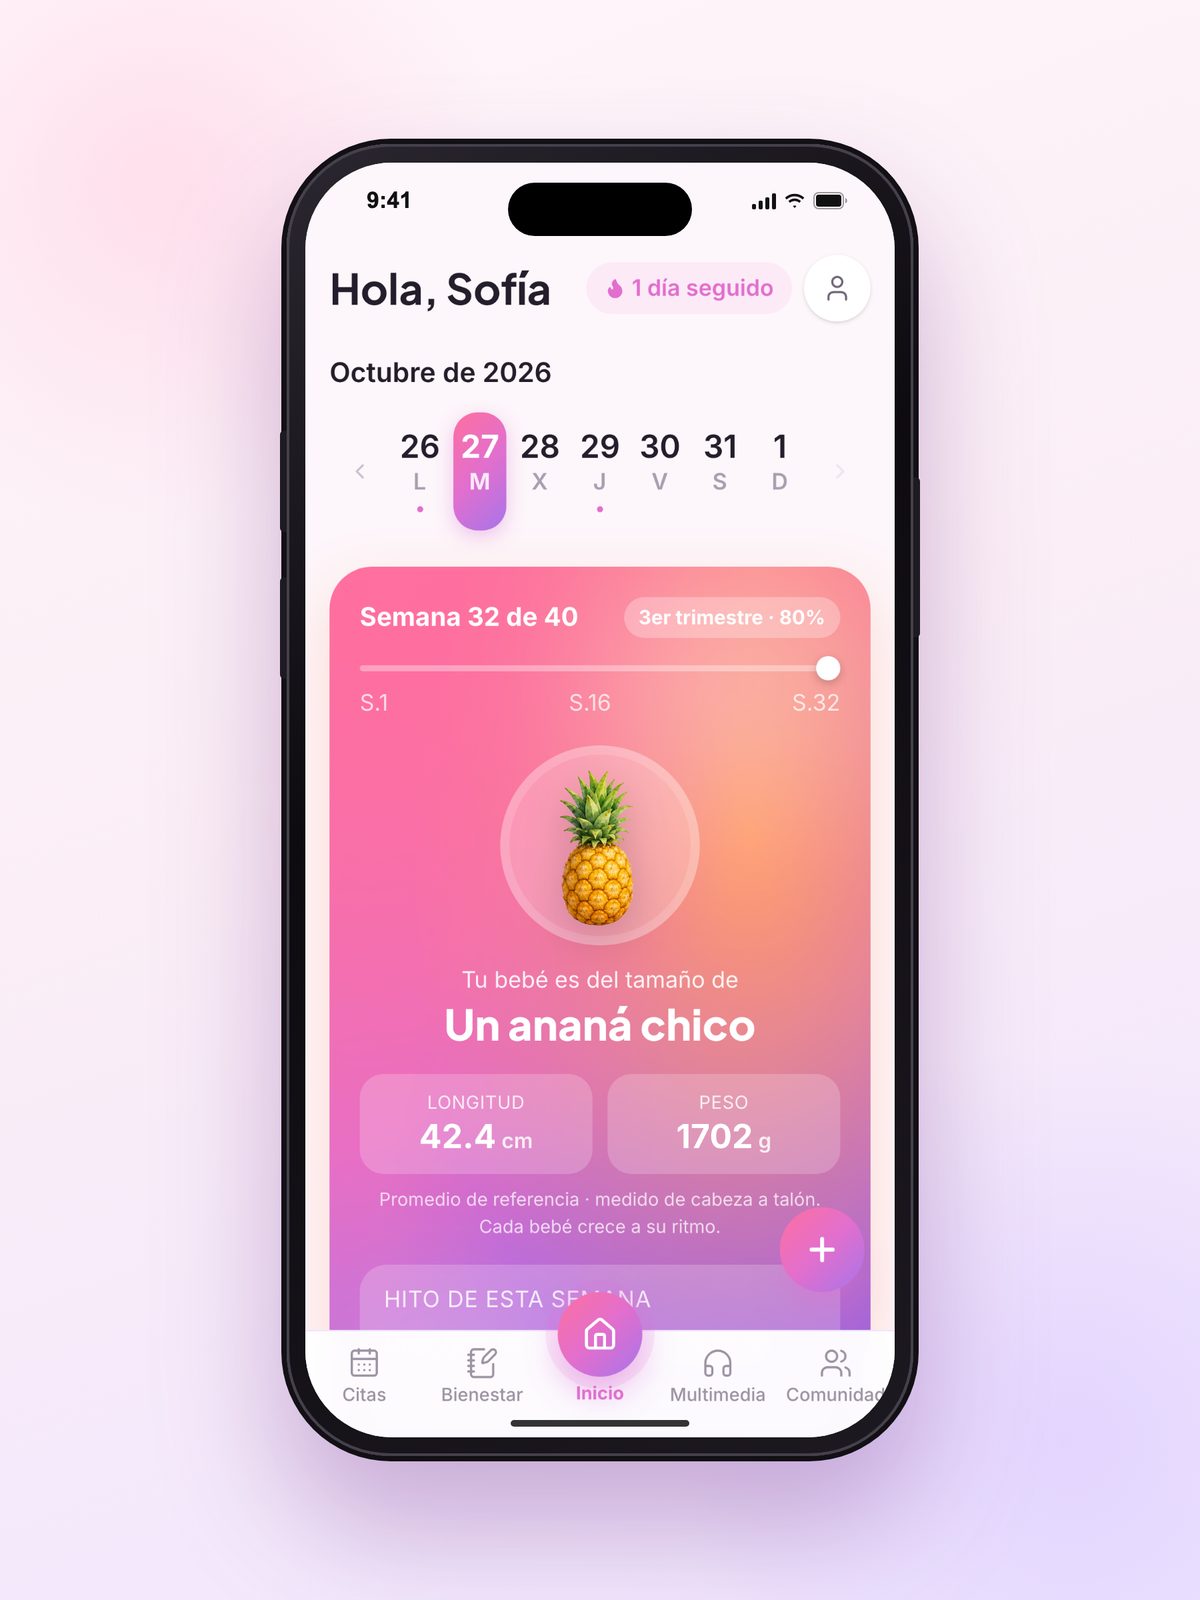 9:41
Hola, Sofía
1 día seguido
Octubre de 2026
26 27 28 29 30 31 1
L M X J V S D
Semana 32 de 40
3er trimestre · 80%
S.1 S.16 S.32
Tu bebé es del tamaño de
Un ananá chico
LONGITUD
42.4 cm
PESO
1702 g
Promedio de referencia · medido de cabeza a talón.
Cada bebé crece a su ritmo.
HITO DE ESTA SEMANA
Citas Bienestar Inicio Multimedia Comunidad